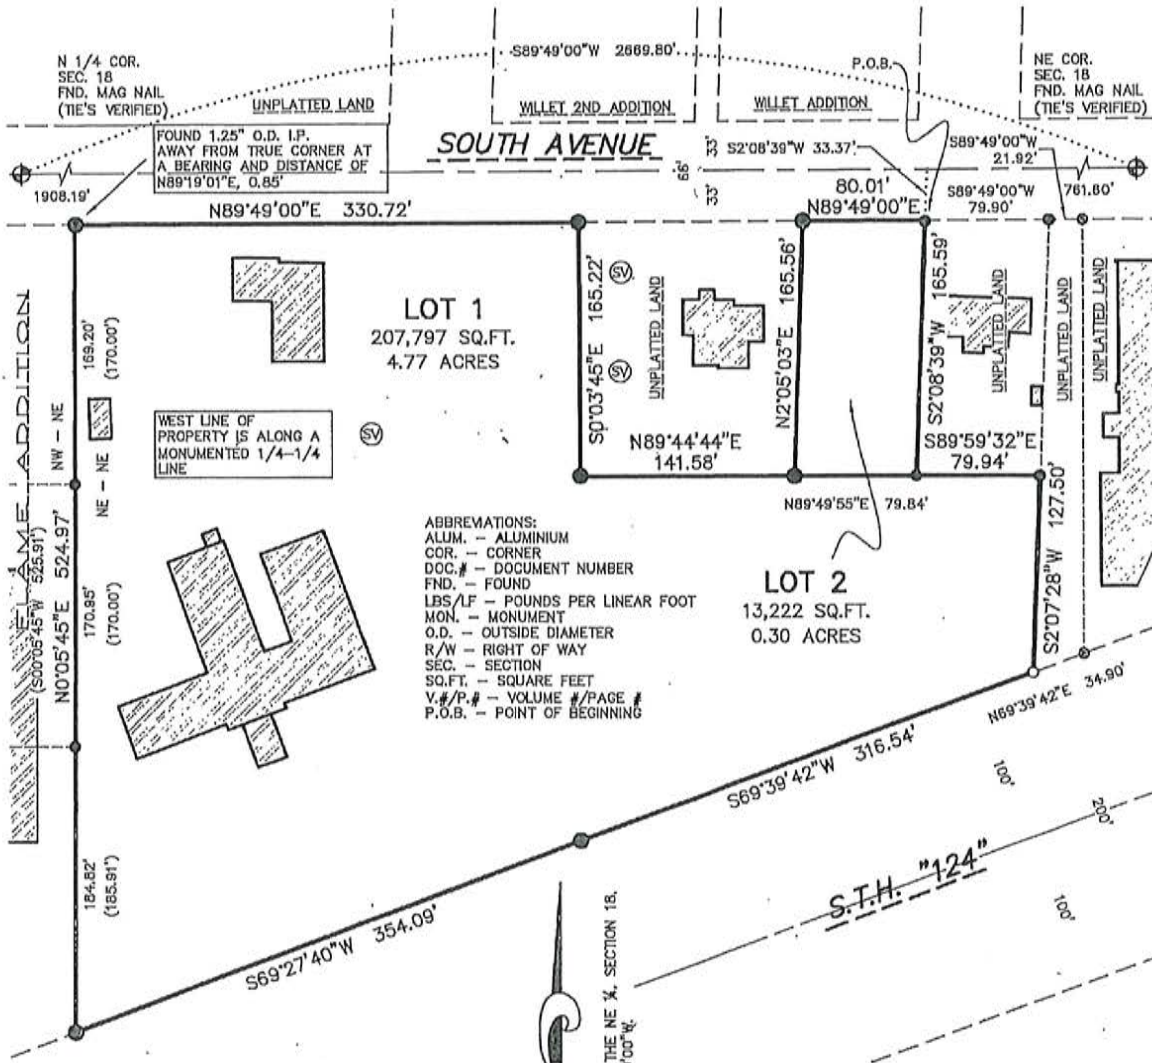 S89°49'00"W 2669.80'
N 1/4 COR.
SEC. 18
FND. MAG NAIL
(TIE'S VERIFIED)
UNPLATTED LAND
WILLET 2ND ADDITION
WILLET ADDITION
P.O.B.
NE COR.
SEC. 18
FND. MAG NAIL
(TIE'S VERIFIED)
FOUND 1.25" O.D. I.P.
AWAY FROM TRUE CORNER AT
A BEARING AND DISTANCE OF
N89°19'01"E, 0.85'
SOUTH AVENUE
66'
33'
33'
S2°08'39"W 33.37'
S89°49'00"W
21.92'
1908.19'
761.80'
N89°49'00"E 330.72'
80.01'
N89°49'00"E
S89°49'00"W
79.90'
LOT 1
207,797 SQ.FT.
4.77 ACRES
S0°03'45"E 165.22'
SV
SV
UNPLATTED LAND
N2°05'03"E 165.56'
S2°08'39"W 165.59'
UNPLATTED LAND
UNPLATTED LAND
UNPLATTED LAND
FLAME ADDITION
169.20'
(170.00')
NW - NE
NE - NE
WEST LINE OF
PROPERTY IS ALONG A
MONUMENTED 1/4-1/4
LINE
SV
N89°44'44"E
141.58'
S89°59'32"E
79.94'
N89°49'55"E 79.84'
(S00°05'45"W 525.91')
N0°05'45"E 524.97'
170.95'
(170.00')
ABBREVIATIONS:
ALUM. - ALUMINIUM
COR. - CORNER
DOC.# - DOCUMENT NUMBER
FND. - FOUND
LBS/LF - POUNDS PER LINEAR FOOT
MON. - MONUMENT
O.D. - OUTSIDE DIAMETER
R/W - RIGHT OF WAY
SEC. - SECTION
SQ.FT. - SQUARE FEET
V.#/P.# - VOLUME #/PAGE #
P.O.B. - POINT OF BEGINNING
LOT 2
13,222 SQ.FT.
0.30 ACRES
S2°07'28"W 127.50'
N69°39'42"E 34.90'
S69°39'42"W 316.54'
100'
200'
100'
S.T.H. "124"
184.82'
(185.91')
S69°27'40"W 354.09'
THE NE ¼, SECTION 18,
'00"W.